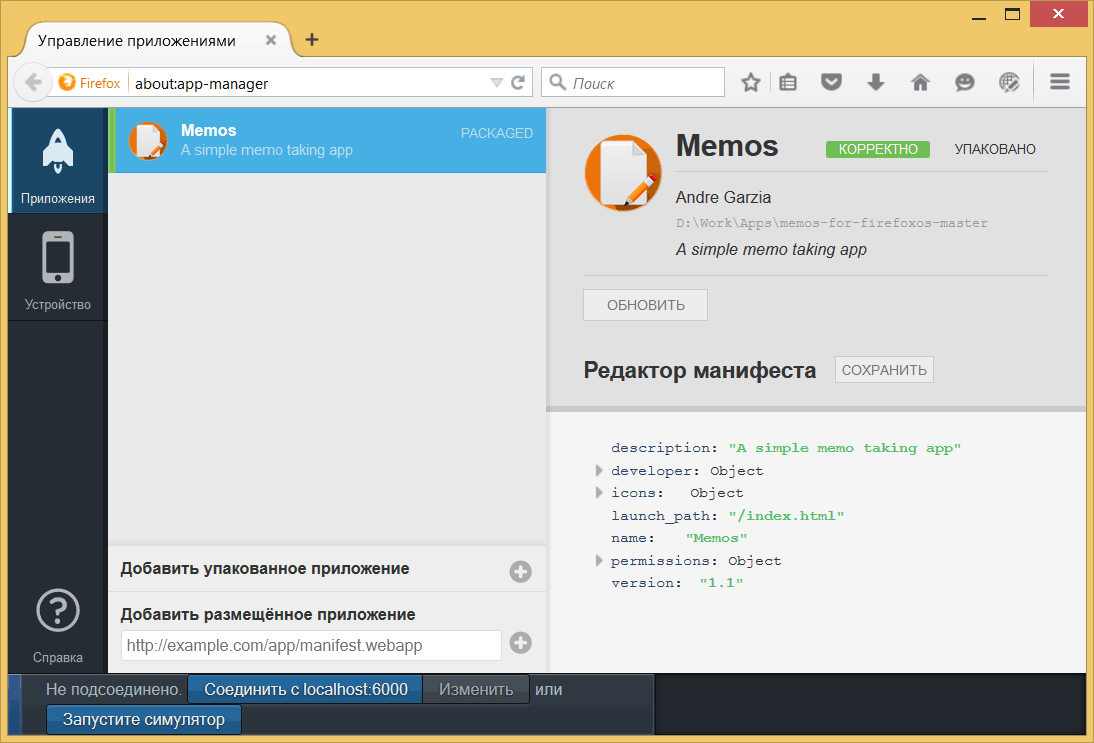 Управление приложениями
Firefox
about:app-manager
Поиск
Приложения
Устройство
Справка
Memos
PACKAGED
A simple memo taking app
Добавить упакованное приложение
Добавить размещённое приложение
http://example.com/app/manifest.webapp
Memos
КОРРЕКТНО
УПАКОВАНО
Andre Garzia
D:\Work\Apps\memos-for-firefoxos-master
A simple memo taking app
ОБНОВИТЬ
Редактор манифеста
СОХРАНИТЬ
description: "A simple memo taking app"
developer: Object
icons: Object
launch_path: "/index.html"
name: "Memos"
permissions: Object
version: "1.1"
Не подсоединено. Соединить с localhost:6000 Изменить или
Запустите симулятор